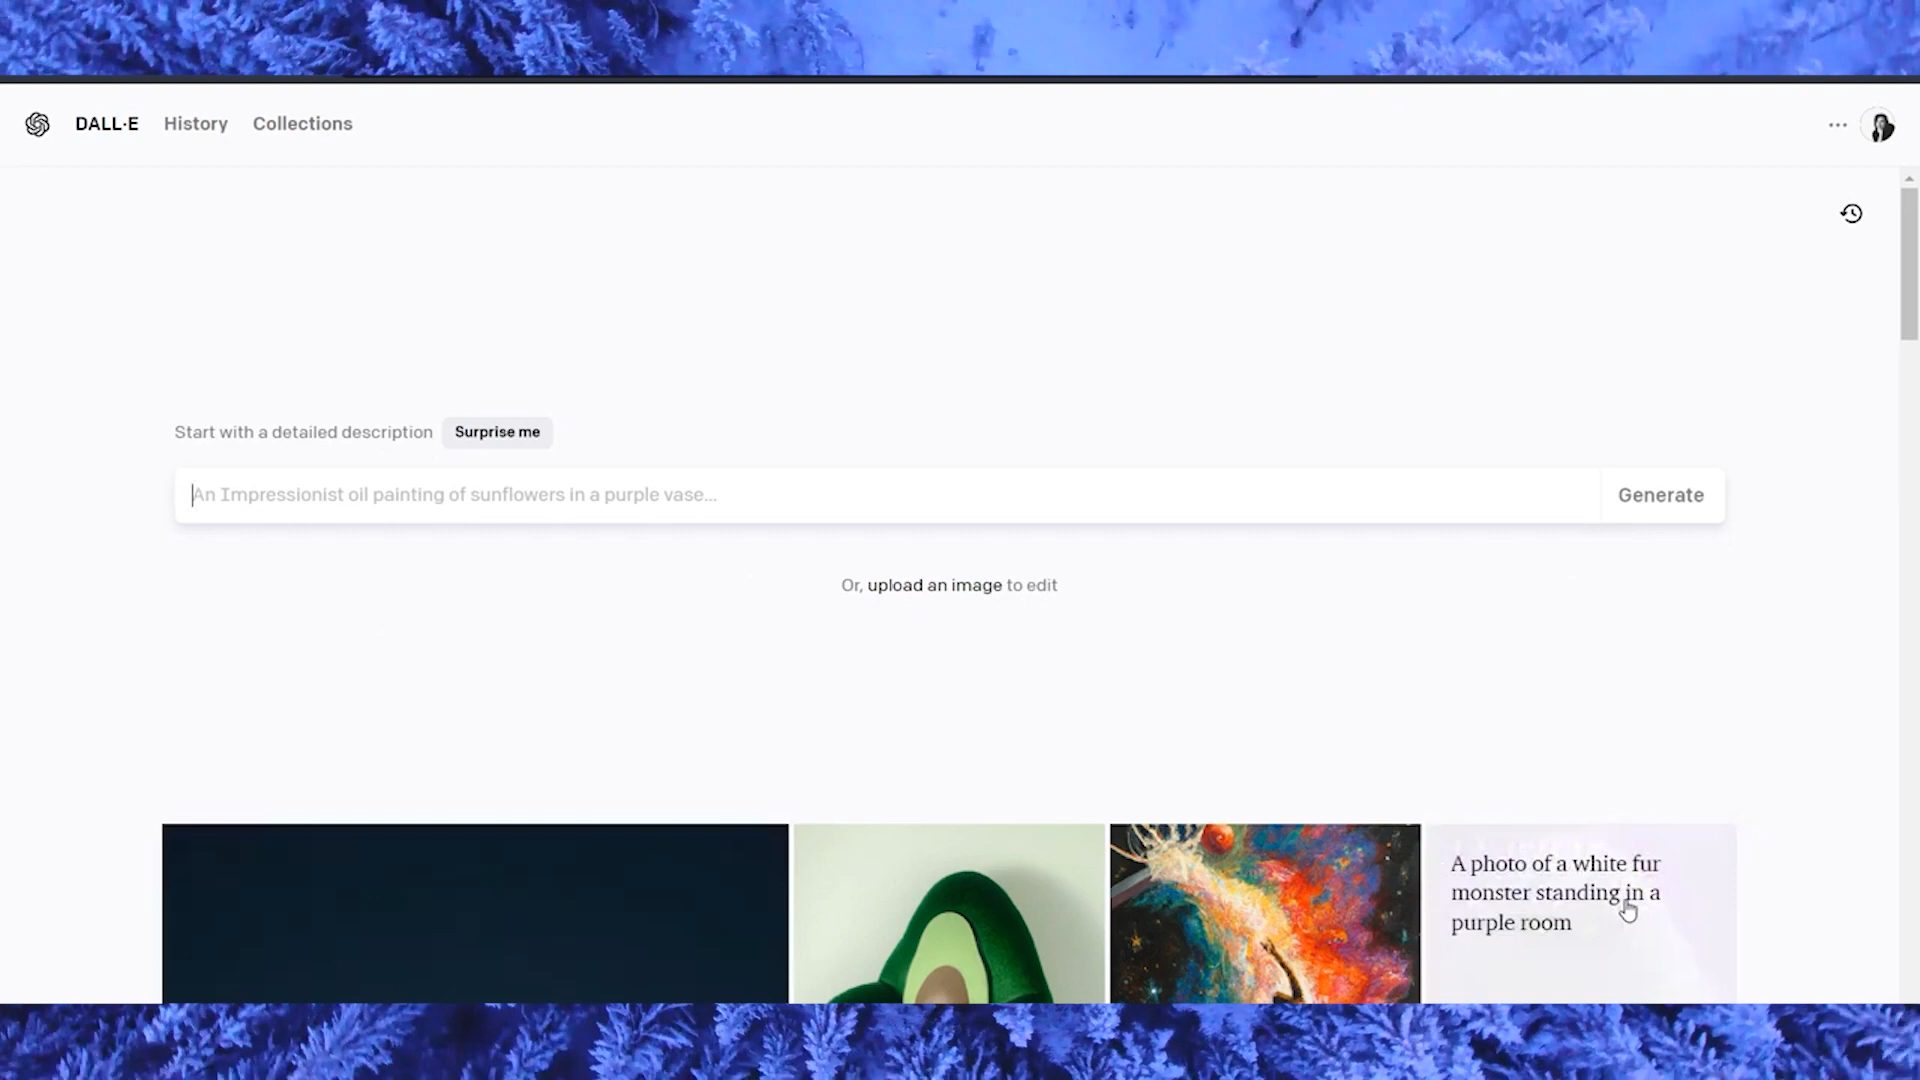 DALL·E History Collections
Start with a detailed description Surprise me
An Impressionist oil painting of sunflowers in a purple vase...
Generate
Or, upload an image to edit
A photo of a white fur
monster standing in a
purple room